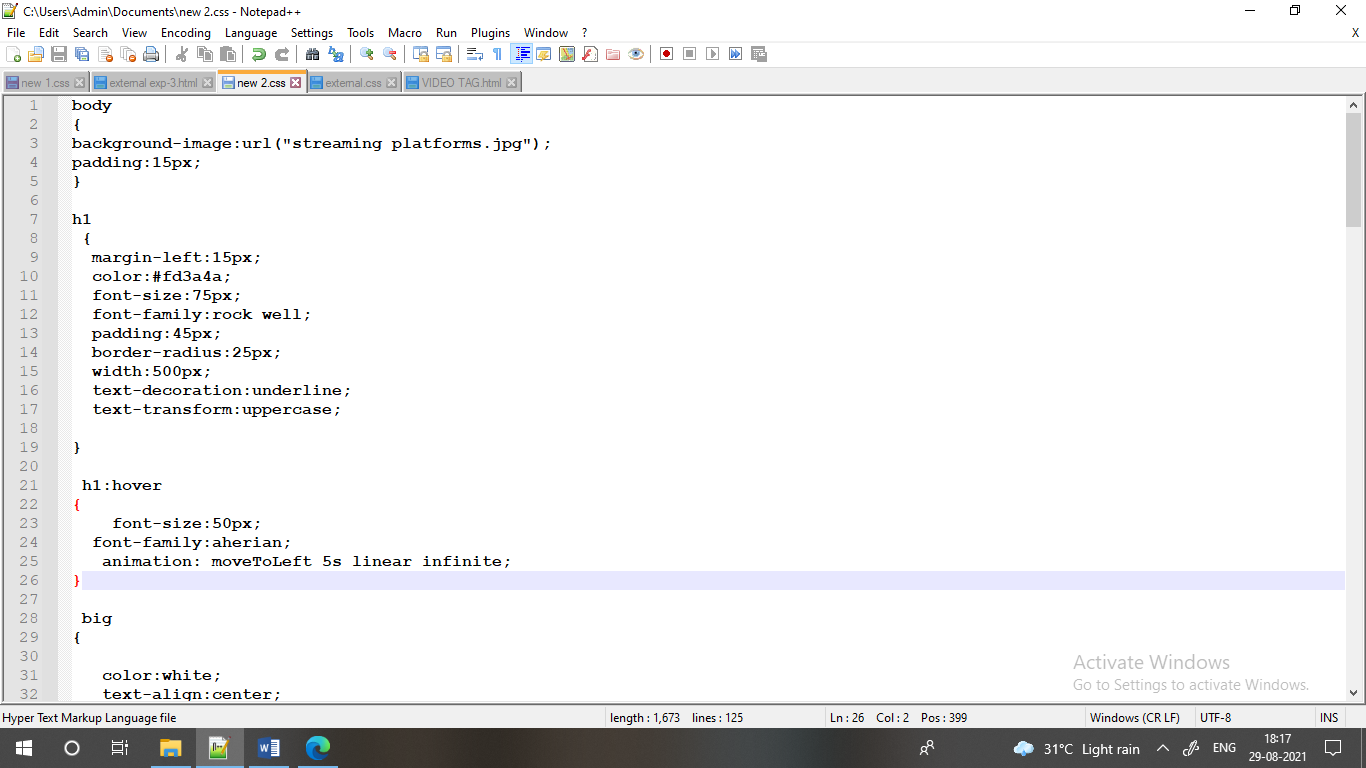 C:\Users\Admin\Documents\new 2.css - Notepad++
File Edit Search View Encoding Language Settings Tools Macro Run Plugins Window ? X
new 1.css external exp-3.html new 2.css external.css VIDEO TAG.html
1 body
2 {
3 background-image:url("streaming platforms.jpg");
4 padding:15px;
5 }
6
7 h1
8 {
9 margin-left:15px;
10 color:#fd3a4a;
11 font-size:75px;
12 font-family:rock well;
13 padding:45px;
14 border-radius:25px;
15 width:500px;
16 text-decoration:underline;
17 text-transform:uppercase;
18
19 }
20
21 h1:hover
22 {
23 font-size:50px;
24 font-family:aherian;
25 animation: moveToLeft 5s linear infinite;
26 }
27
28 big
29 {
30
31 color:white;
32 text-align:center;
Activate Windows
Go to Settings to activate Windows.
Hyper Text Markup Language file length : 1,673 lines : 125 Ln : 26 Col : 2 Pos : 399 Windows (CR LF) UTF-8 INS
31°C Light rain ENG 18:17
29-08-2021